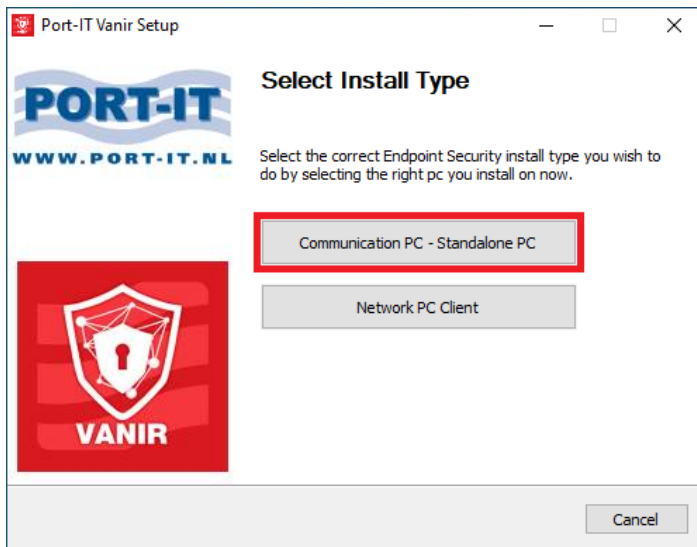 Port-IT Vanir Setup
PORT-IT
WWW.PORT-IT.NL
Select Install Type
Select the correct Endpoint Security install type you wish to
do by selecting the right pc you install on now.
Communication PC - Standalone PC
Network PC Client
VANIR
Cancel